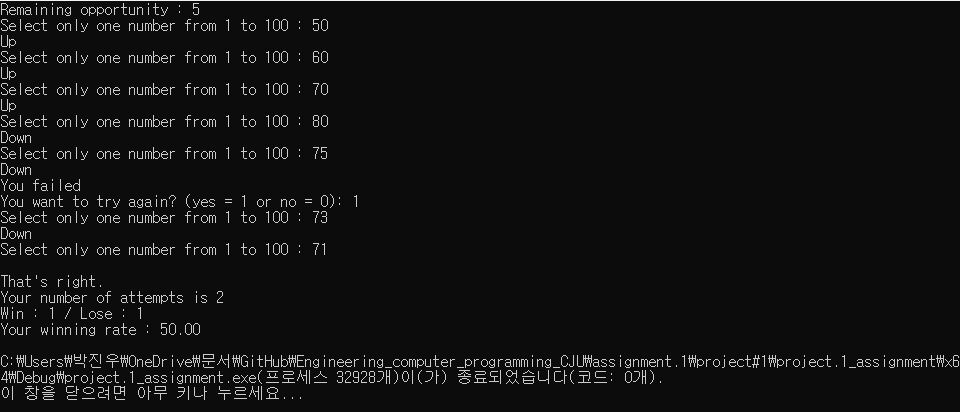 Remaining opportunity : 5
Select only one number from 1 to 100 : 50
Up
Select only one number from 1 to 100 : 60
Up
Select only one number from 1 to 100 : 70
Up
Select only one number from 1 to 100 : 80
Down
Select only one number from 1 to 100 : 75
Down
You failed
You want to try again? (yes = 1 or no = 0): 1
Select only one number from 1 to 100 : 73
Down
Select only one number from 1 to 100 : 71
That's right.
Your number of attempts is 2
Win : 1 / Lose : 1
Your winning rate : 50.00
C:₩Users₩박진우₩OneDrive₩문서₩GitHub₩Engineering_computer_programming_CJU₩assignment.1₩project#1₩project.1_assignment₩x6
4₩Debug₩project.1_assignment.exe(프로세스 32928개)이(가) 종료되었습니다(코드: 0개).
이 창을 닫으려면 아무 키나 누르세요...